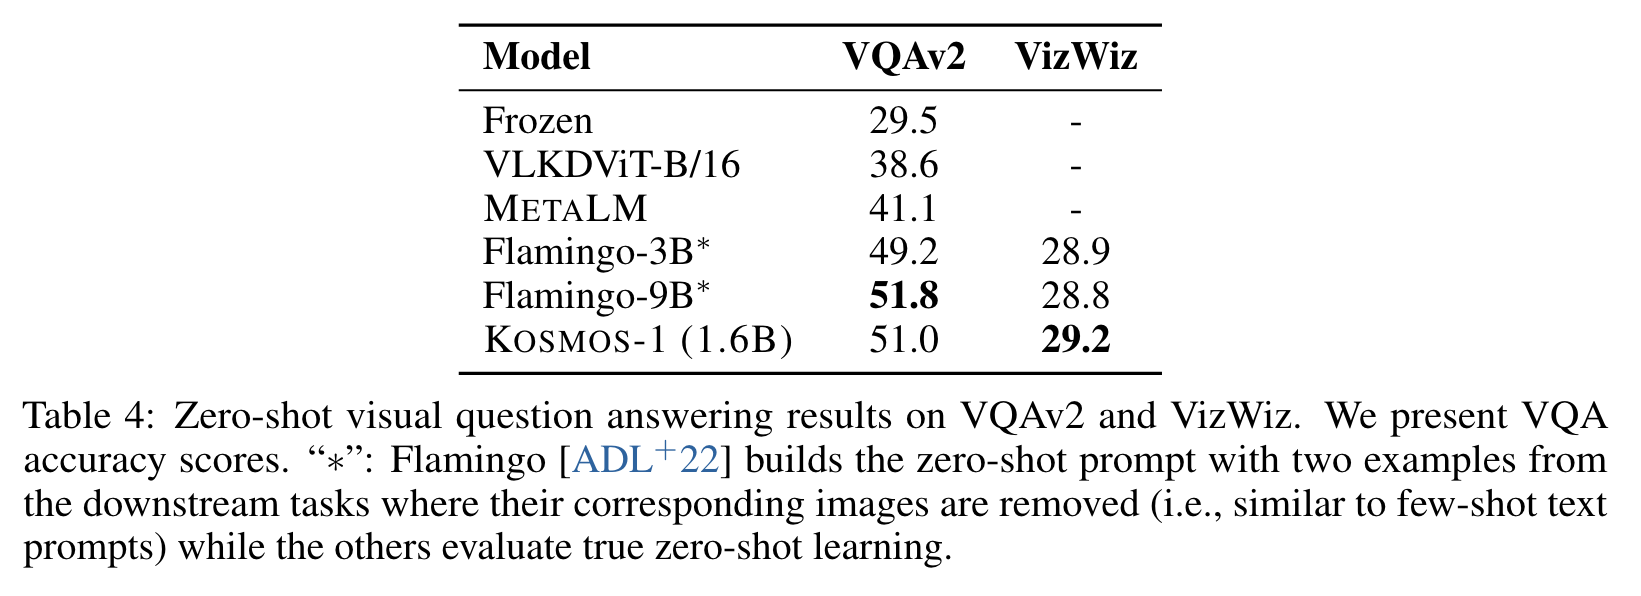 Model VQAv2 VizWiz
Frozen 29.5 -
VLKDViT-B/16 38.6 -
METALM 41.1 -
Flamingo-3B* 49.2 28.9
Flamingo-9B* 51.8 28.8
KOSMOS-1 (1.6B) 51.0 29.2
Table 4: Zero-shot visual question answering results on VQAv2 and VizWiz. We present VQA
accuracy scores. “∗”: Flamingo [ADL+22] builds the zero-shot prompt with two examples from
the downstream tasks where their corresponding images are removed (i.e., similar to few-shot text
prompts) while the others evaluate true zero-shot learning.